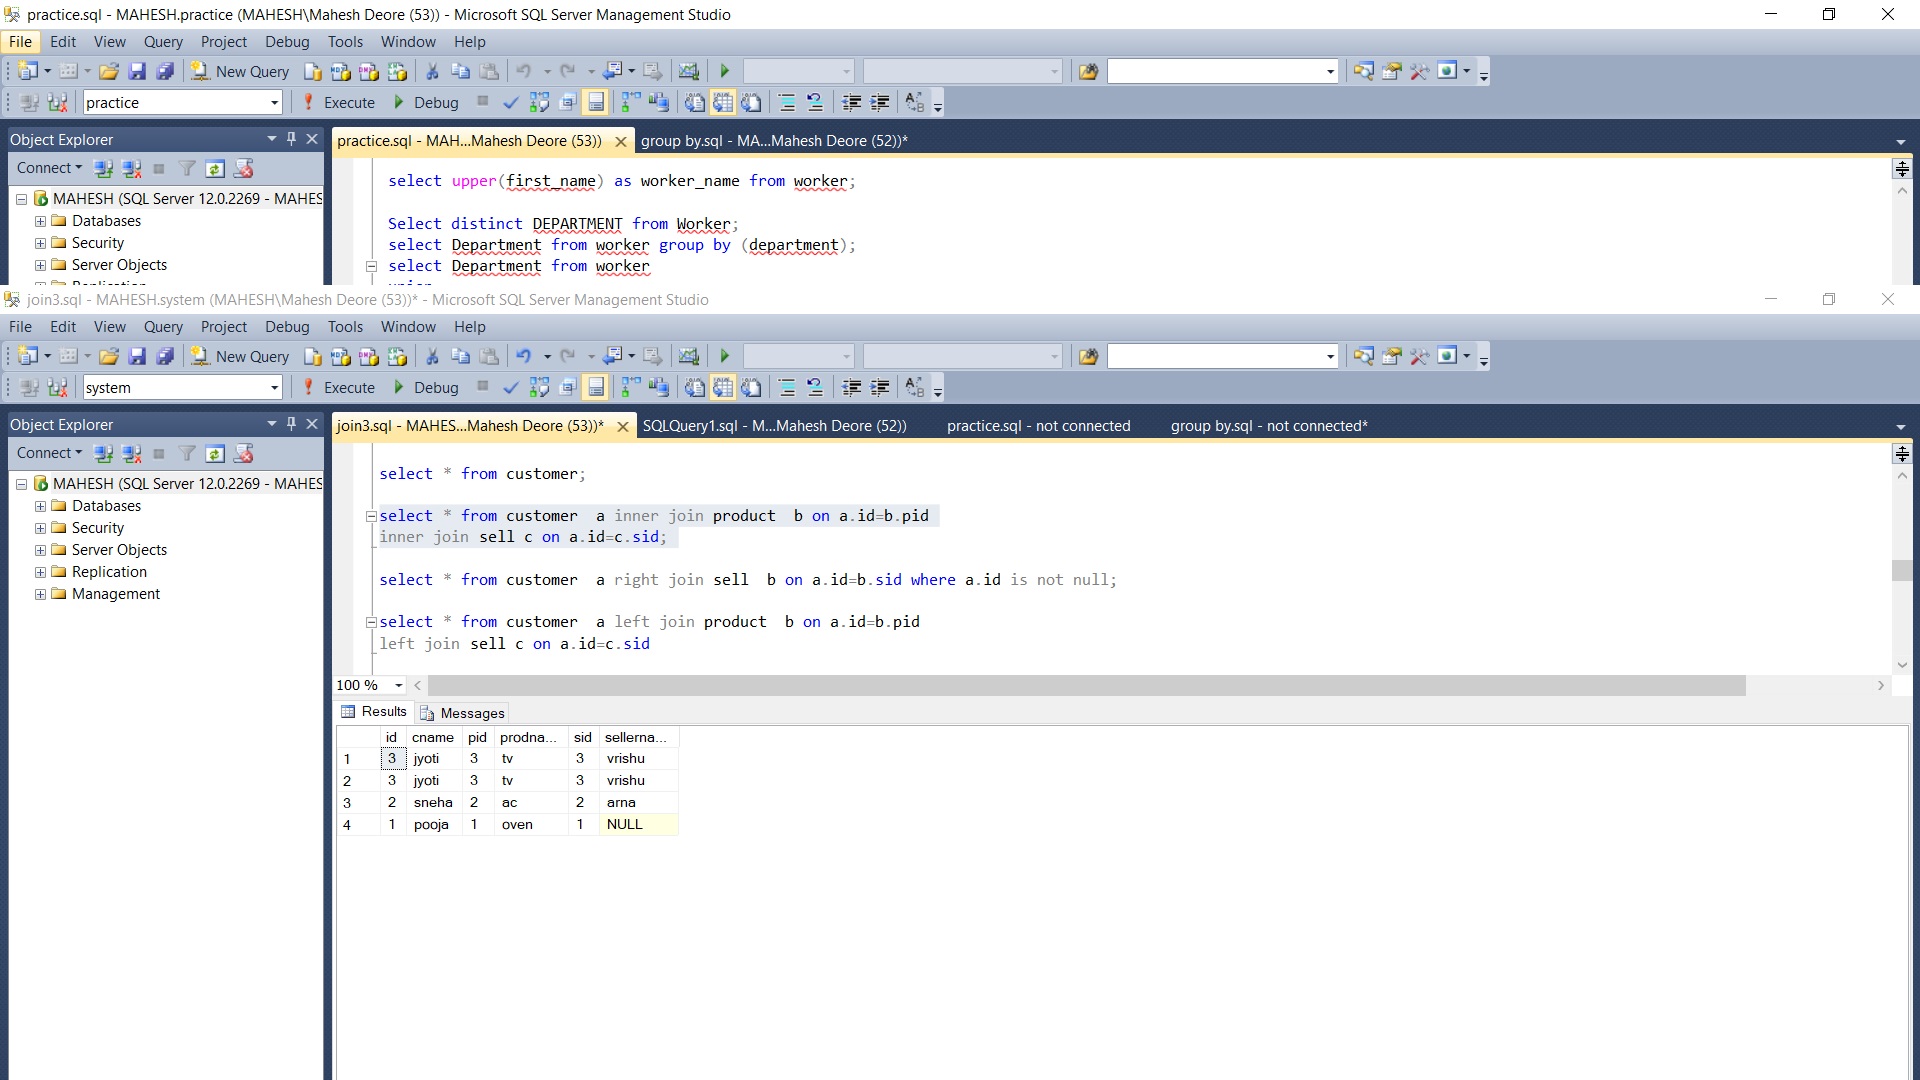 practice.sql - MAHESH.practice (MAHESH\Mahesh Deore (53)) - Microsoft SQL Server Management Studio
File Edit View Query Project Debug Tools Window Help
New Query
practice Execute Debug
Object Explorer
practice.sql - MAH...Mahesh Deore (53)) group by.sql - MA...Mahesh Deore (52))*
Connect
MAHESH (SQL Server 12.0.2269 - MAHES
Databases
Security
Server Objects
select upper(first_name) as worker_name from worker;
Select distinct DEPARTMENT from Worker;
select Department from worker group by (department);
select Department from worker
join3.sql - MAHESH.system (MAHESH\Mahesh Deore (53))* - Microsoft SQL Server Management Studio
File Edit View Query Project Debug Tools Window Help
New Query
system Execute Debug
Object Explorer
join3.sql - MAHES...Mahesh Deore (53))* SQLQuery1.sql - M...Mahesh Deore (52)) practice.sql - not connected group by.sql - not connected*
Connect
MAHESH (SQL Server 12.0.2269 - MAHES
Databases
Security
Server Objects
Replication
Management
select * from customer;
select * from customer  a inner join product  b on a.id=b.pid
inner join sell c on a.id=c.sid;
select * from customer  a right join sell  b on a.id=b.sid where a.id is not null;
select * from customer  a left join product  b on a.id=b.pid
left join sell c on a.id=c.sid
100 %
Results Messages
id cname pid prodna... sid sellerna...
1 3 jyoti 3 tv 3 vrishu
2 3 jyoti 3 tv 3 vrishu
3 2 sneha 2 ac 2 arna
4 1 pooja 1 oven 1 NULL